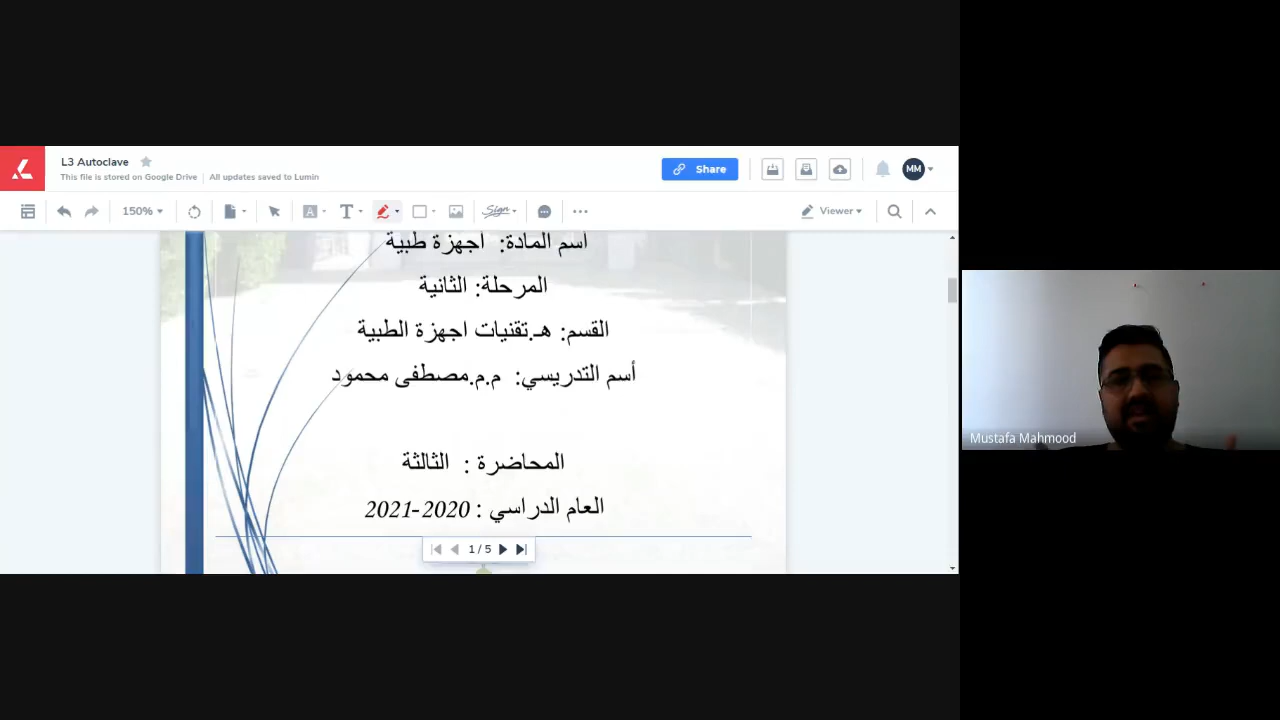 L3 Autoclave
This file is stored on Google Drive
All updates saved to Lumin
Share
MM
150%
T
Sign
Viewer
اسم المادة: اجهزة طبية
المرحلة: الثانية
القسم: هـ.تقنيات اجهزة الطبية
أسم التدريسي: م.م.مصطفى محمود
المحاضرة : الثالثة
العام الدراسي : 2020-2021
1 / 5
Mustafa Mahmood